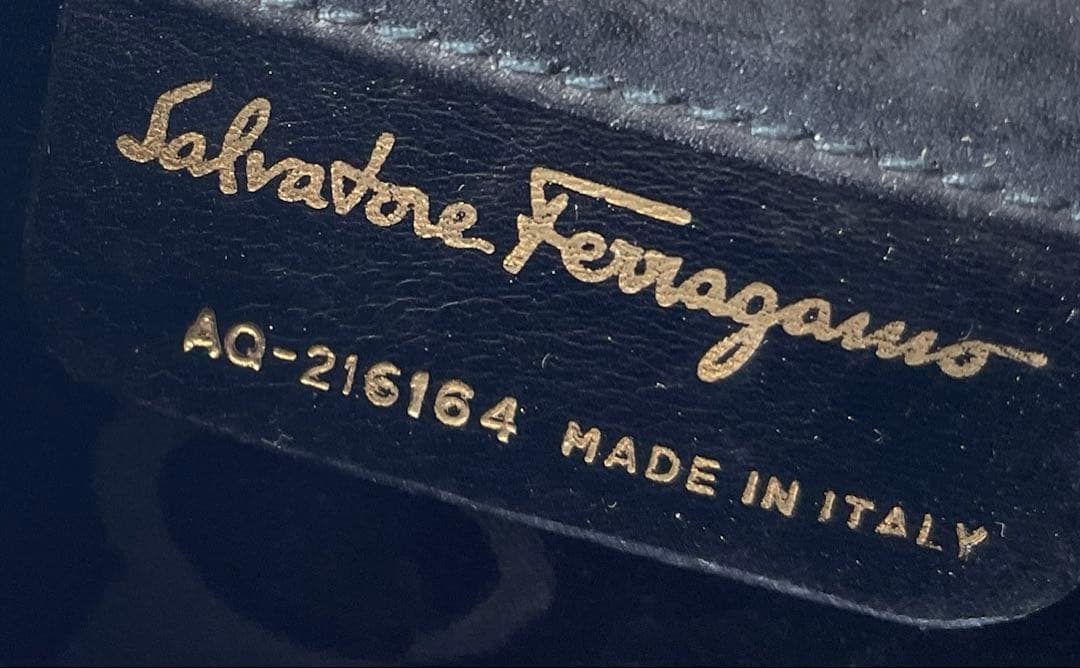 Salvatore Ferragamo
AQ-216164 MADE IN ITALY